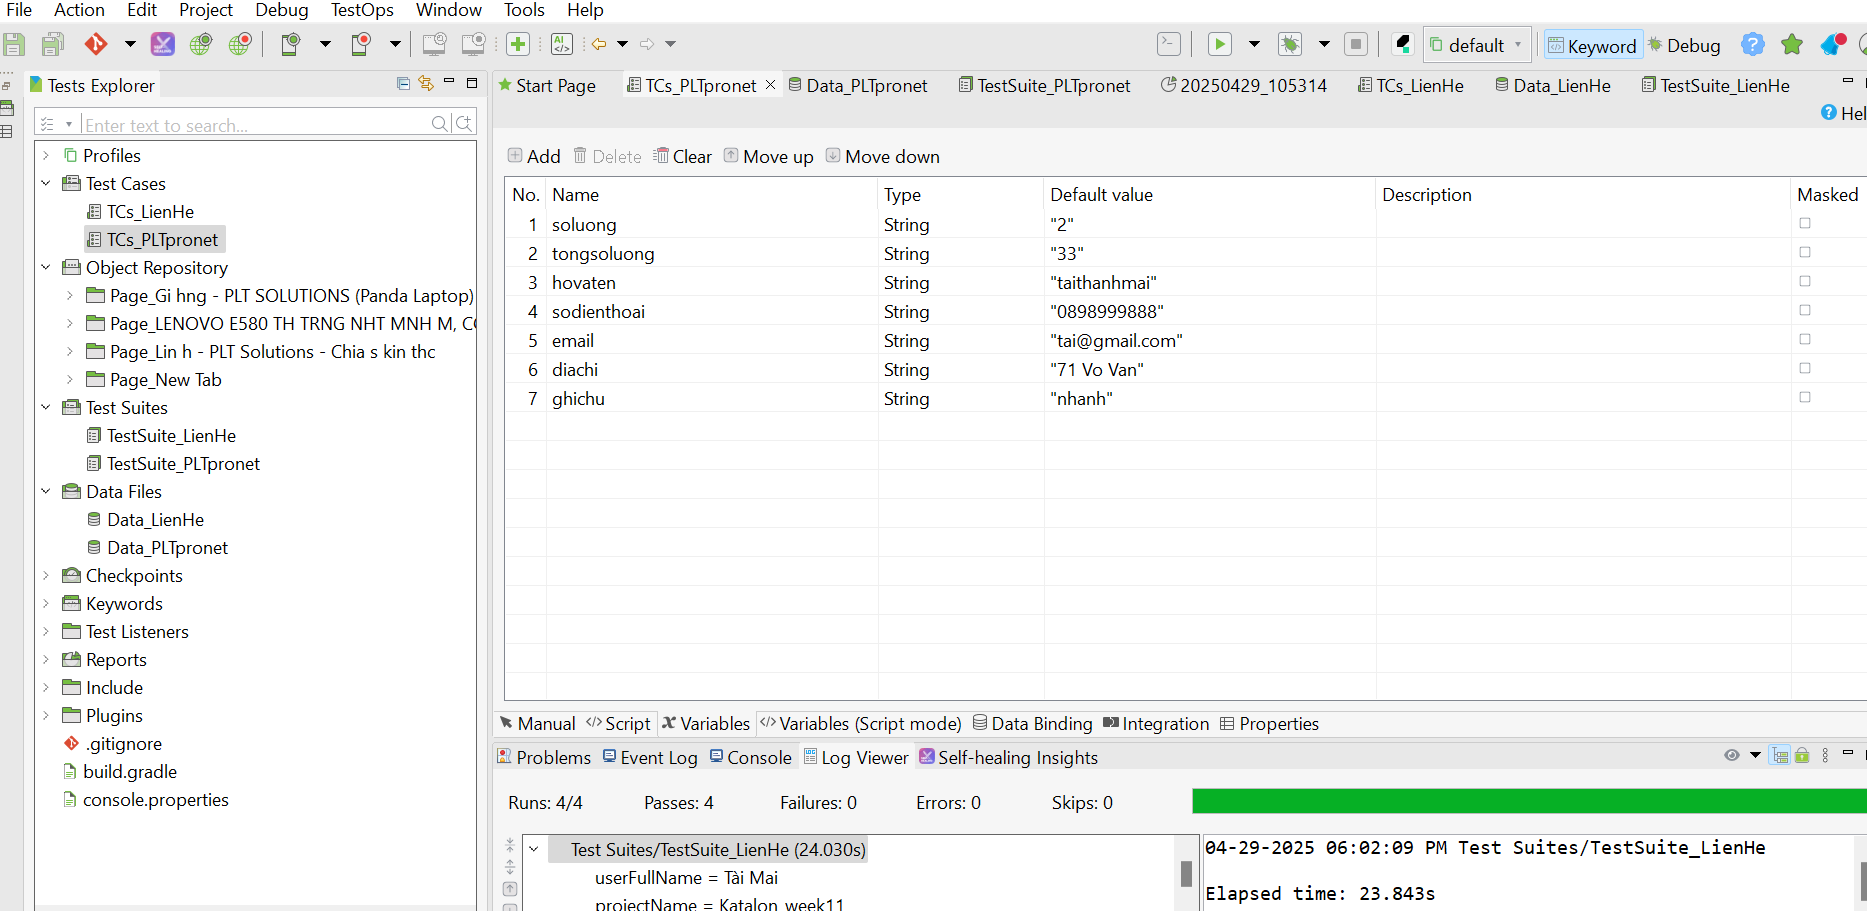 File Action Edit Project Debug TestOps Window Tools Help
default Keyword Debug
Tests Explorer
Start Page TCs_PLTpronet Data_PLTpronet TestSuite_PLTpronet 20250429_105314 TCs_LienHe Data_LienHe TestSuite_LienHe
Hel
Enter text to search...
Profiles
Test Cases
TCs_LienHe
TCs_PLTpronet
Object Repository
Page_Gi hng - PLT SOLUTIONS (Panda Laptop)
Page_LENOVO E580 TH TRNG NHT MNH M, CO
Page_Lin h - PLT Solutions - Chia s kin thc
Page_New Tab
Test Suites
TestSuite_LienHe
TestSuite_PLTpronet
Data Files
Data_LienHe
Data_PLTpronet
Checkpoints
Keywords
Test Listeners
Reports
Include
Plugins
.gitignore
build.gradle
console.properties
Add Delete Clear Move up Move down
No. Name Type Default value Description Masked
1 soluong String "2"
2 tongsoluong String "33"
3 hovaten String "taithanhmai"
4 sodienthoai String "0898999888"
5 email String "tai@gmail.com"
6 diachi String "71 Vo Van"
7 ghichu String "nhanh"
Manual Script Variables Variables (Script mode) Data Binding Integration Properties
Problems Event Log Console Log Viewer Self-healing Insights
Runs: 4/4 Passes: 4 Failures: 0 Errors: 0 Skips: 0
Test Suites/TestSuite_LienHe (24.030s)
userFullName = Tài Mai
projectName = Katalon_week11
04-29-2025 06:02:09 PM Test Suites/TestSuite_LienHe
Elapsed time: 23.843s